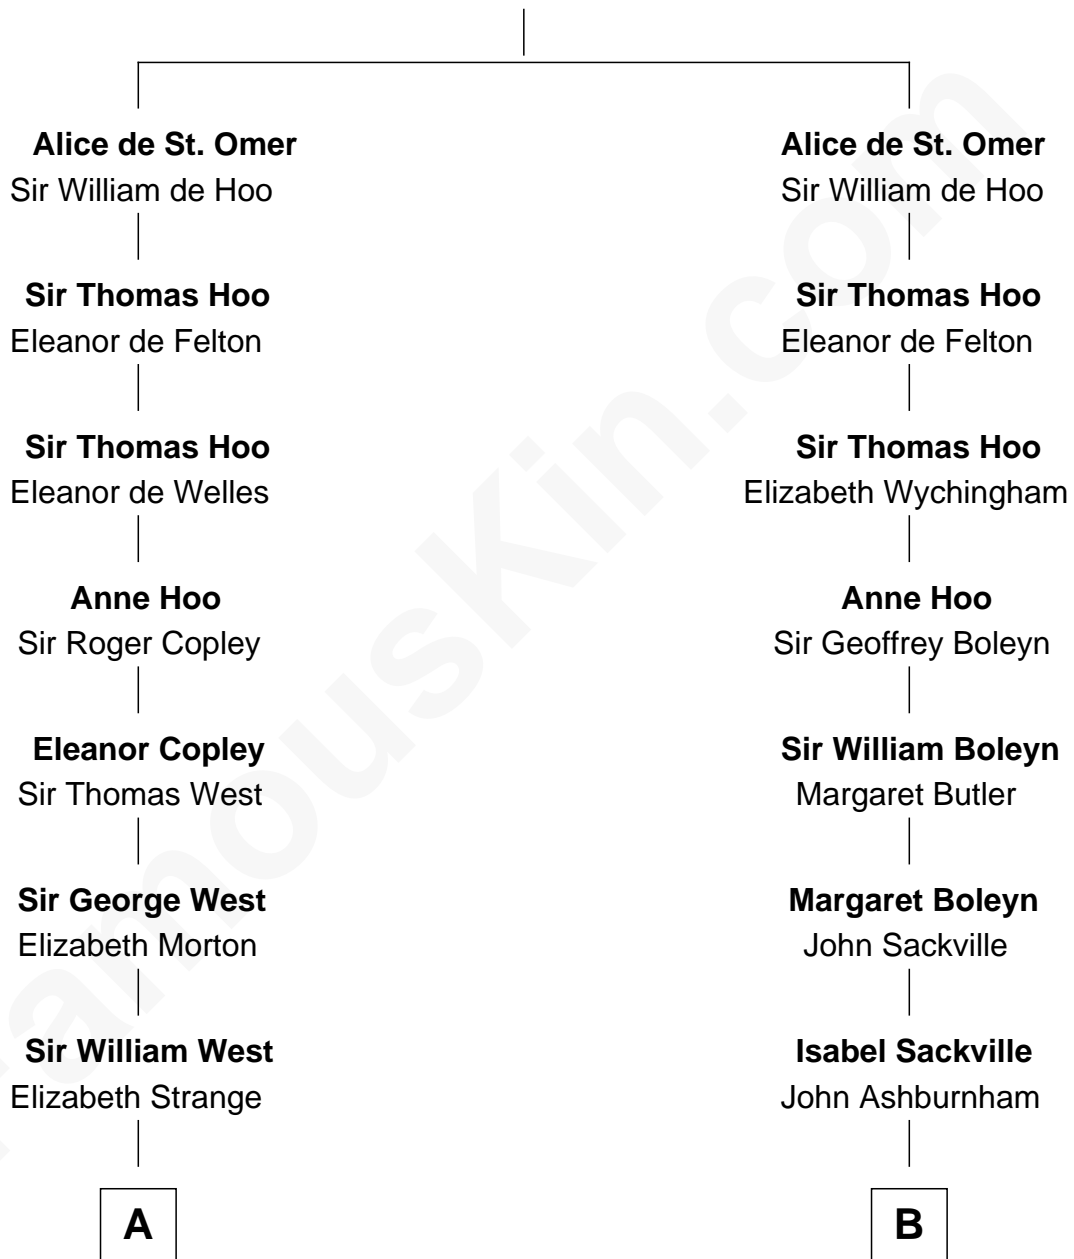 Alice de St. Omer
Sir William de Hoo
Sir Thomas Hoo
Eleanor de Felton
Sir Thomas Hoo
Eleanor de Welles
Anne Hoo
Sir Roger Copley
Eleanor Copley
Sir Thomas West
Sir George West
Elizabeth Morton
Sir William West
Elizabeth Strange
A
Alice de St. Omer
Sir William de Hoo
Sir Thomas Hoo
Eleanor de Felton
Sir Thomas Hoo
Elizabeth Wychingham
Anne Hoo
Sir Geoffrey Boleyn
Sir William Boleyn
Margaret Butler
Margaret Boleyn
John Sackville
Isabel Sackville
John Ashburnham
B
FamousKin.com